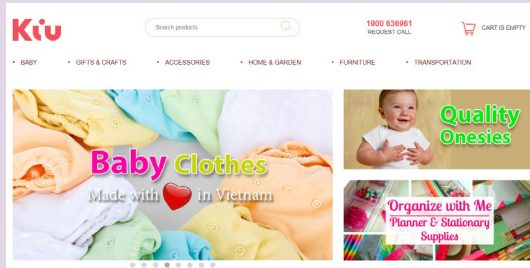 Kiu
Search products
1900 636961
REQUEST CALL
CART IS EMPTY
BABY
GIFTS & CRAFTS
ACCESSORIES
HOME & GARDEN
FURNITURE
TRANSPORTATION
Baby Clothes
Made with in Vietnam
Quality
Onesies
Organize with Me
Planner & Stationary
Supplies